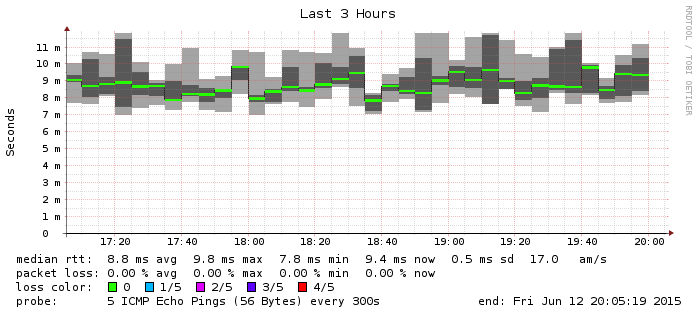 Last 3 Hours
RRDTOOL / TOBI OETIKER
Seconds
11 m
10 m
9 m
8 m
7 m
6 m
5 m
4 m
3 m
2 m
1 m
0
17:20 17:40 18:00 18:20 18:40 19:00 19:20 19:40 20:00
median rtt: 8.8 ms avg 9.8 ms max 7.8 ms min 9.4 ms now 0.5 ms sd 17.0 am/s
packet loss: 0.00 % avg 0.00 % max 0.00 % min 0.00 % now
loss color: 0 1/5 2/5 3/5 4/5
probe: 5 ICMP Echo Pings (56 Bytes) every 300s end: Fri Jun 12 20:05:19 2015